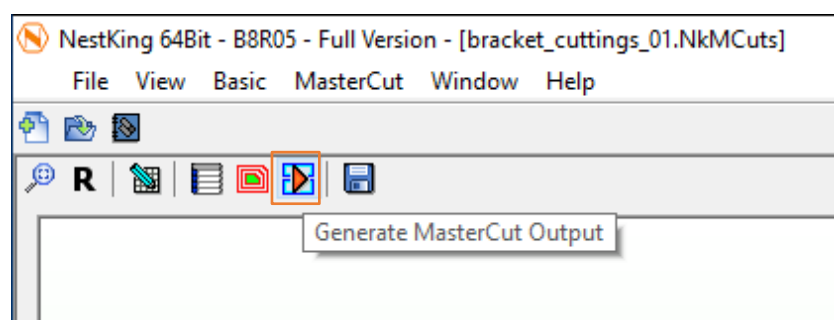 NestKing 64Bit - B8R05 - Full Version - [bracket_cuttings_01.NkMCuts]
File View Basic MasterCut Window Help
R
Generate MasterCut Output